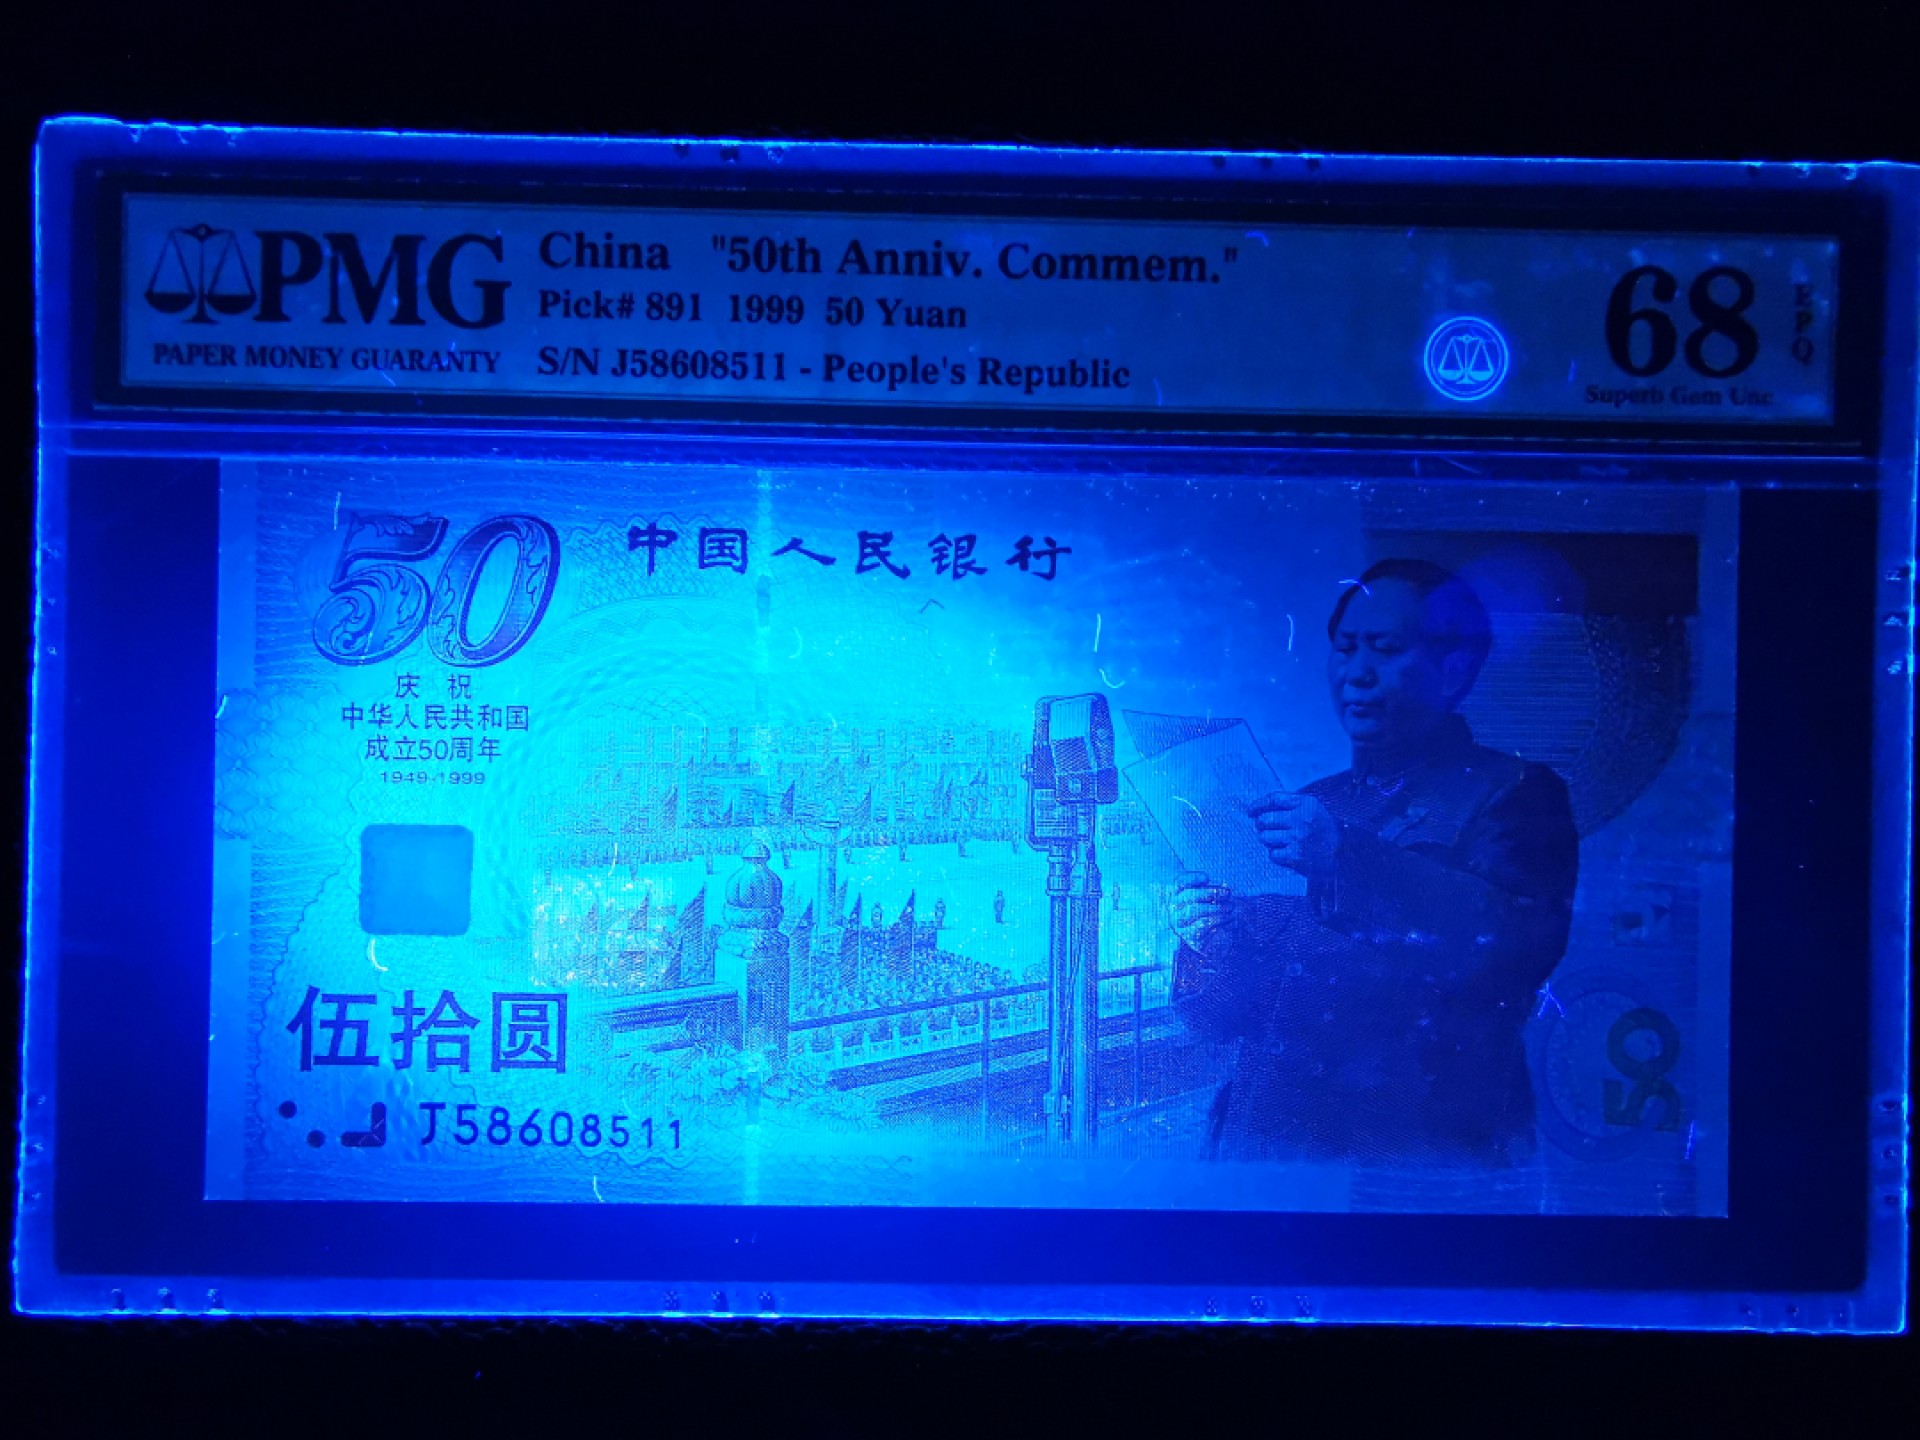 PMG
PAPER MONEY GUARANTY
China "50th Anniv. Commem."
Pick# 891 1999 50 Yuan
S/N J58608511 - People's Republic
68
EPQ
Superb Gem Unc
50
中国人民银行
庆 祝
中华人民共和国
成立50周年
1949-1999
伍拾圆
J58608511
50